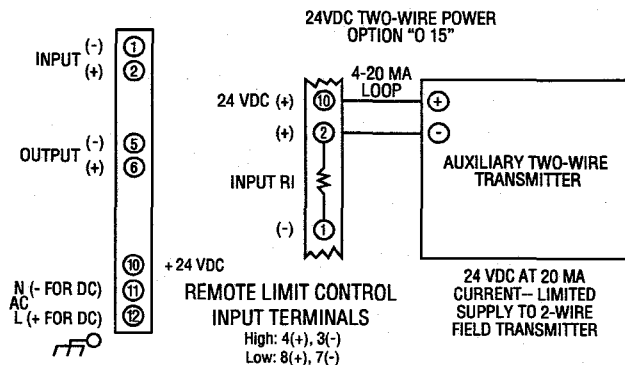 24VDC TWO-WIRE POWER
OPTION "O 15"
INPUT
(-) 1
(+) 2
OUTPUT
(-) 5
(+) 6
10 +24 VDC
N (- FOR DC) 11
AC
L (+ FOR DC) 12
4-20 MA
LOOP
24 VDC (+) 10
(+) 2
INPUT RI
(-) 1
+
-
AUXILIARY TWO-WIRE
TRANSMITTER
REMOTE LIMIT CONTROL
INPUT TERMINALS
High: 4(+), 3(-)
Low: 8(+), 7(-)
24 VDC AT 20 MA
CURRENT– LIMITED
SUPPLY TO 2-WIRE
FIELD TRANSMITTER